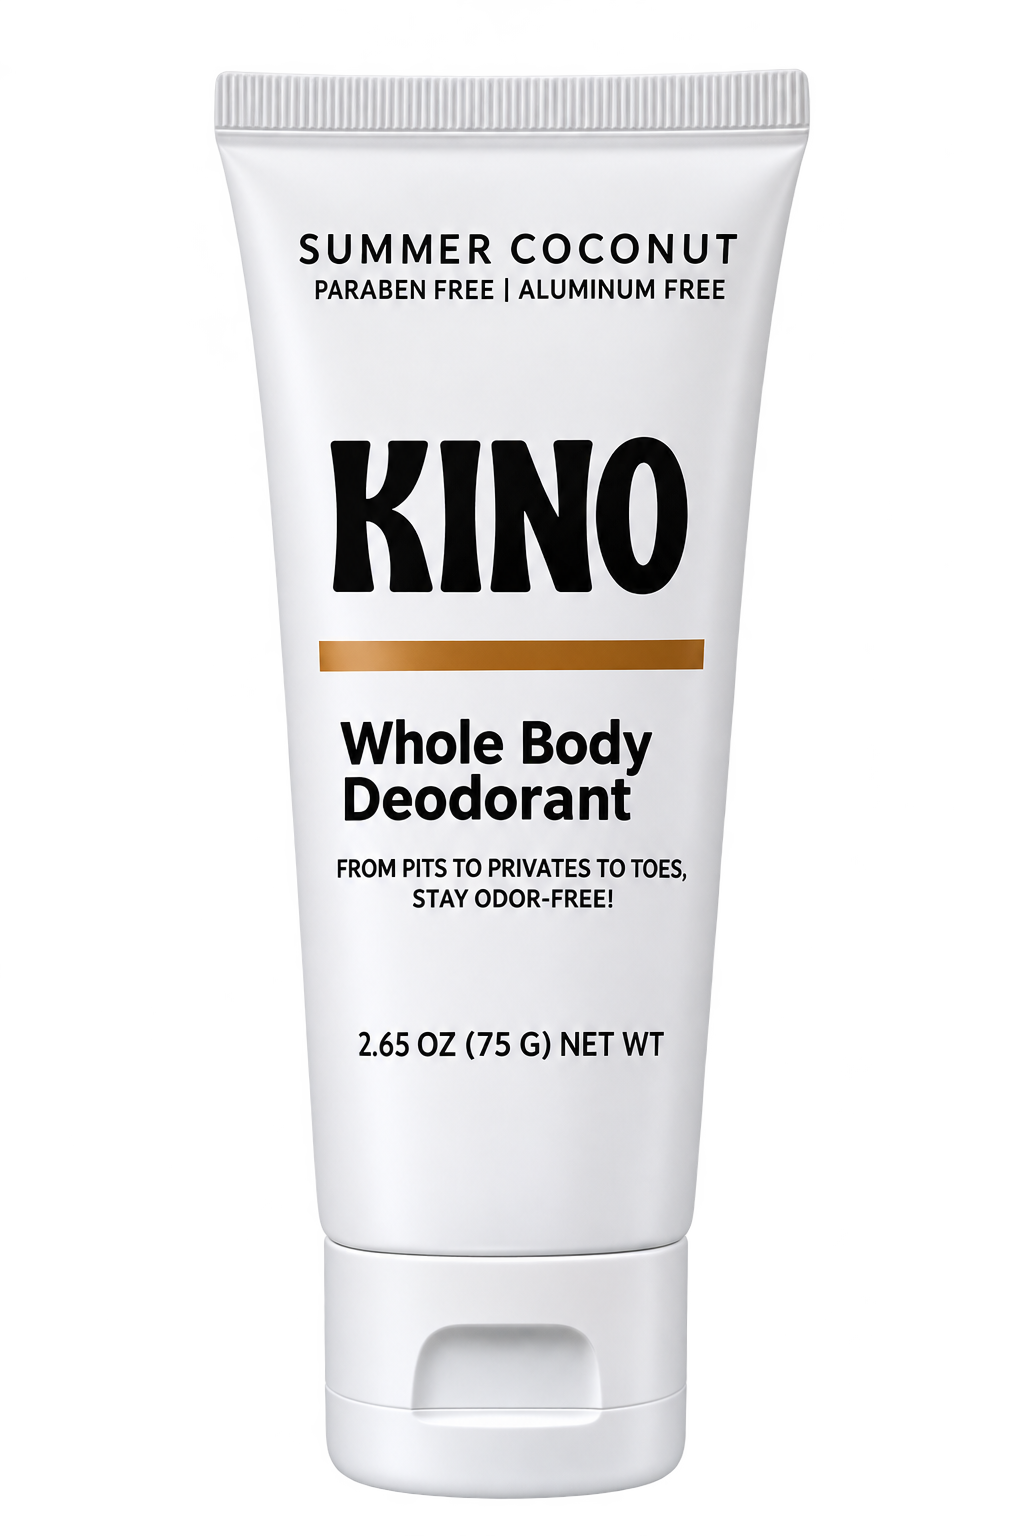 SUMMER COCONUT
PARABEN FREE | ALUMINUM FREE
KINO
Whole Body
Deodorant
FROM PITS TO PRIVATES TO TOES,
STAY ODOR-FREE!
2.65 OZ (75 G) NET WT